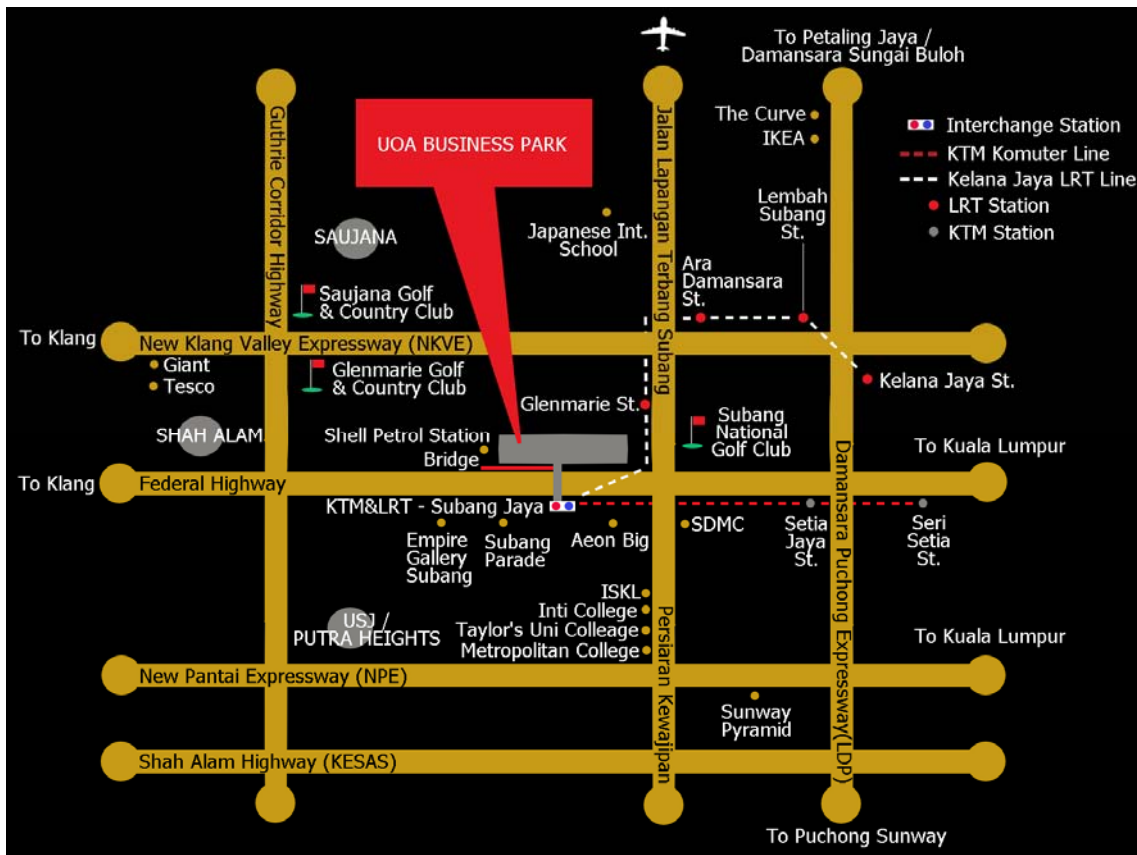 To Petaling Jaya /
Damansara Sungai Buloh
Guthrie Corridor Highway
Jalan Lapangan Terbang Subang
The Curve
IKEA
Interchange Station
KTM Komuter Line
Kelana Jaya LRT Line
LRT Station
KTM Station
UOA BUSINESS PARK
Lembah
Subang
St.
SAUJANA
Japanese Int.
School
Ara
Damansara
St.
Saujana Golf
& Country Club
To Klang
New Klang Valley Expressway (NKVE)
Giant
Tesco
Glenmarie Golf
& Country Club
Kelana Jaya St.
Glenmarie St.
Subang
National
Golf Club
SHAH ALAM
Shell Petrol Station
Bridge
To Kuala Lumpur
To Klang
Federal Highway
Damansara Puchong Expressway(LDP)
KTM&LRT - Subang Jaya
Empire
Gallery
Subang
Subang
Parade
Aeon Big
SDMC
Setia
Jaya
St.
Seri
Setia
St.
ISKL
Inti College
Taylor's Uni Colleage
Metropolitan College
USJ /
PUTRA HEIGHTS
Persiaran Kewajipan
To Kuala Lumpur
New Pantai Expressway (NPE)
Sunway
Pyramid
Shah Alam Highway (KESAS)
To Puchong Sunway